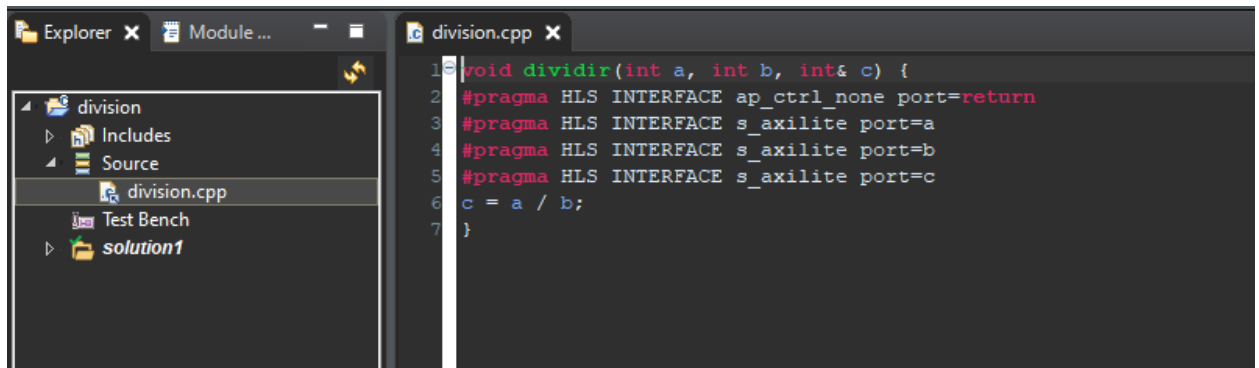 Explorer
Module ...
division
Includes
Source
division.cpp
Test Bench
solution1
division.cpp
1 void dividir(int a, int b, int& c) {
2 #pragma HLS INTERFACE ap_ctrl_none port=return
3 #pragma HLS INTERFACE s_axilite port=a
4 #pragma HLS INTERFACE s_axilite port=b
5 #pragma HLS INTERFACE s_axilite port=c
6 c = a / b;
7 }